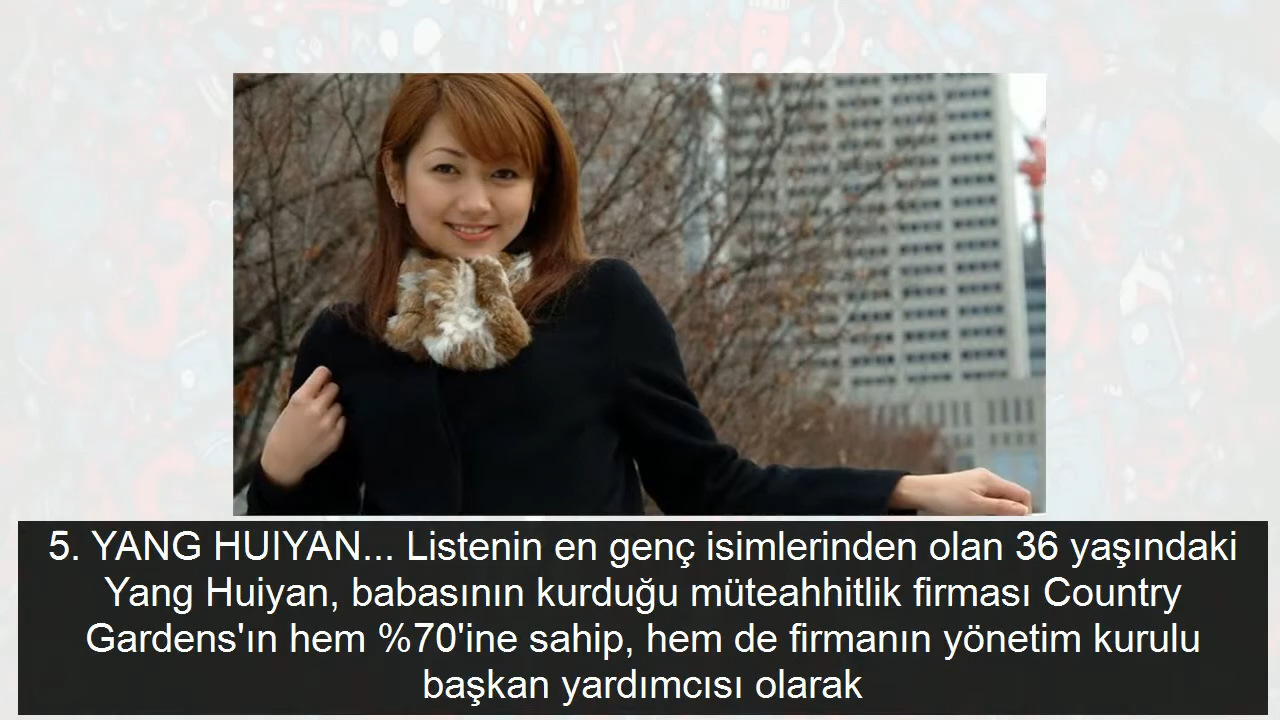 5. YANG HUIYAN... Listenin en genç isimlerinden olan 36 yaşındaki
Yang Huiyan, babasının kurduğu müteahhitlik firması Country
Gardens'ın hem %70'ine sahip, hem de firmanın yönetim kurulu
başkan yardımcısı olarak